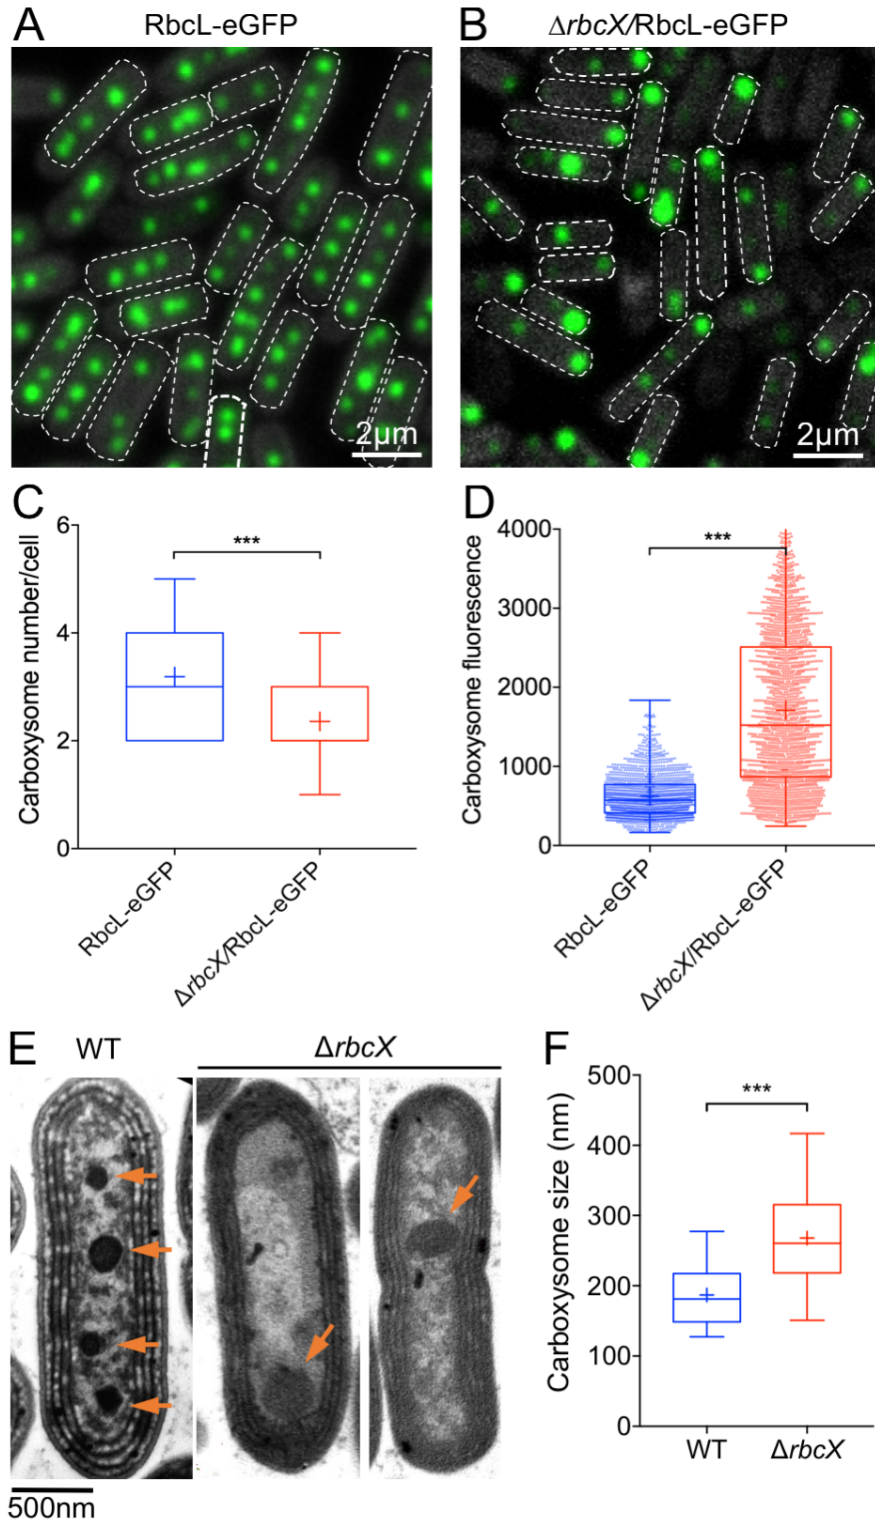 A RbcL-eGFP
B ΔrbcX/RbcL-eGFP
2μm
2μm
C
Carboxysome number/cell
6
4
2
0
***
RbcL-eGFP
ΔrbcX/RbcL-eGFP
D
Carboxysome fluorescence
4000
3000
2000
1000
0
***
RbcL-eGFP
ΔrbcX/RbcL-eGFP
E
WT
ΔrbcX
500nm
F
Carboxysome size (nm)
500
400
300
200
100
0
***
WT
ΔrbcX